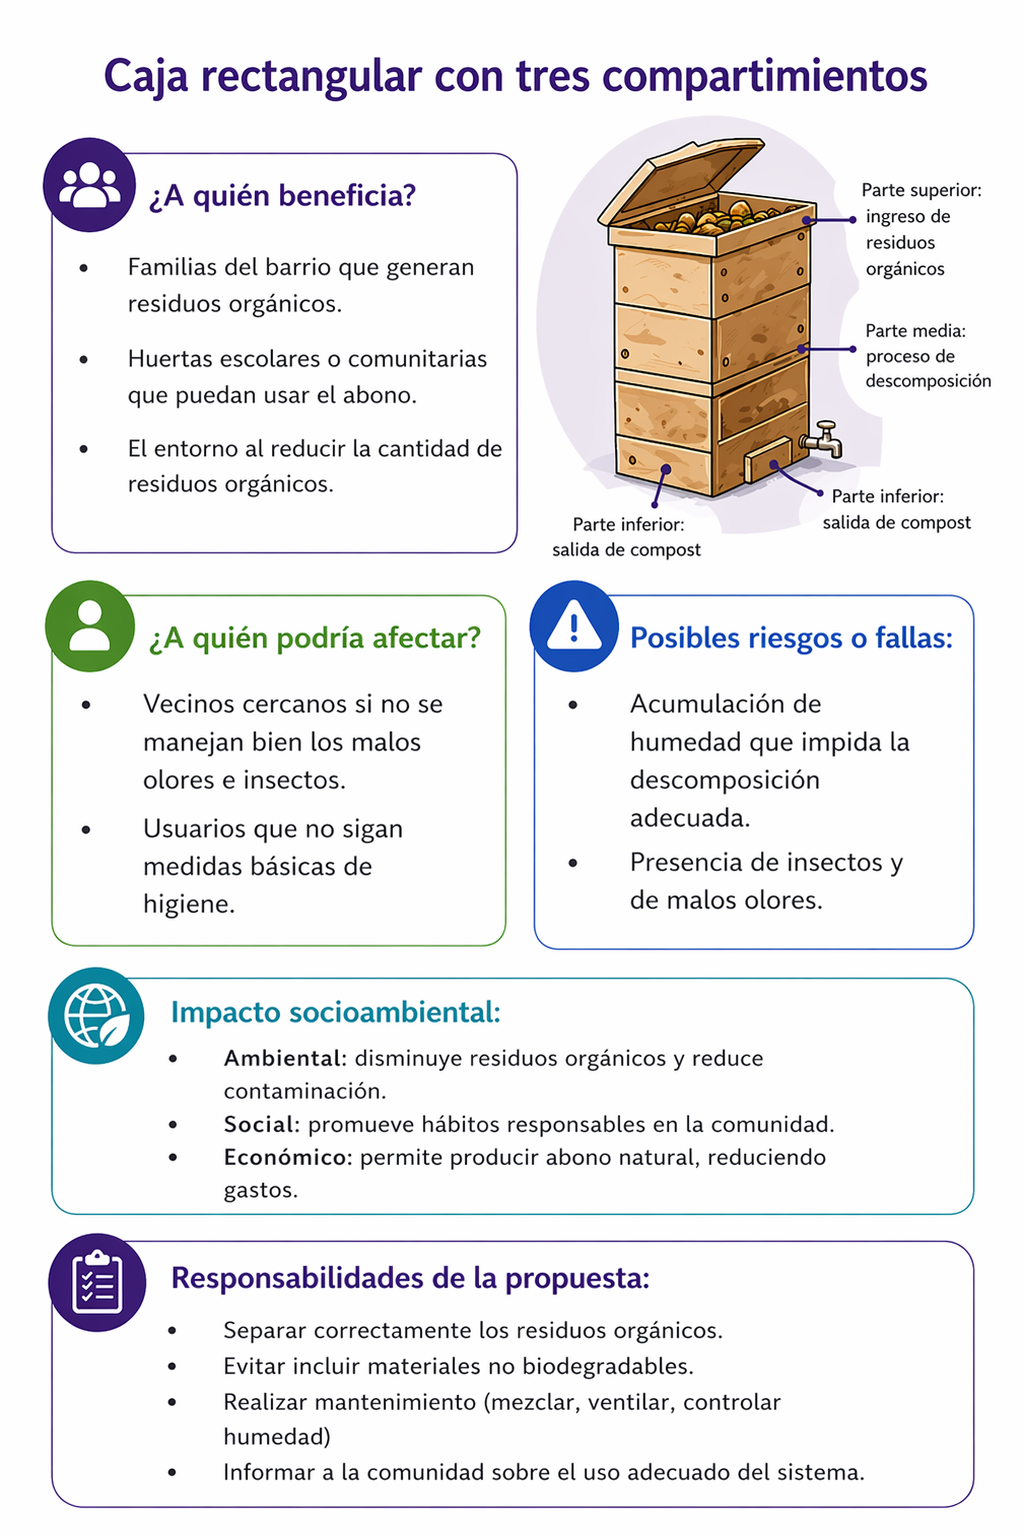 Caja rectangular con tres compartimientos
¿A quién beneficia?
• Familias del barrio que generan
residuos orgánicos.
• Huertas escolares o comunitarias
que puedan usar el abono.
• El entorno al reducir la cantidad de
residuos orgánicos.
Parte superior:
ingreso de
residuos
orgánicos
Parte media:
proceso de
descomposición
Parte inferior:
salida de compost
Parte inferior:
salida de compost
¿A quién podría afectar?
• Vecinos cercanos si no se
manejan bien los malos
olores e insectos.
• Usuarios que no sigan
medidas básicas de
higiene.
Posibles riesgos o fallas:
• Acumulación de
humedad que impida la
descomposición
adecuada.
• Presencia de insectos y
de malos olores.
Impacto socioambiental:
• Ambiental: disminuye residuos orgánicos y reduce
contaminación.
• Social: promueve hábitos responsables en la comunidad.
• Económico: permite producir abono natural, reduciendo
gastos.
Responsabilidades de la propuesta:
• Separar correctamente los residuos orgánicos.
• Evitar incluir materiales no biodegradables.
• Realizar mantenimiento (mezclar, ventilar, controlar
humedad)
• Informar a la comunidad sobre el uso adecuado del sistema.